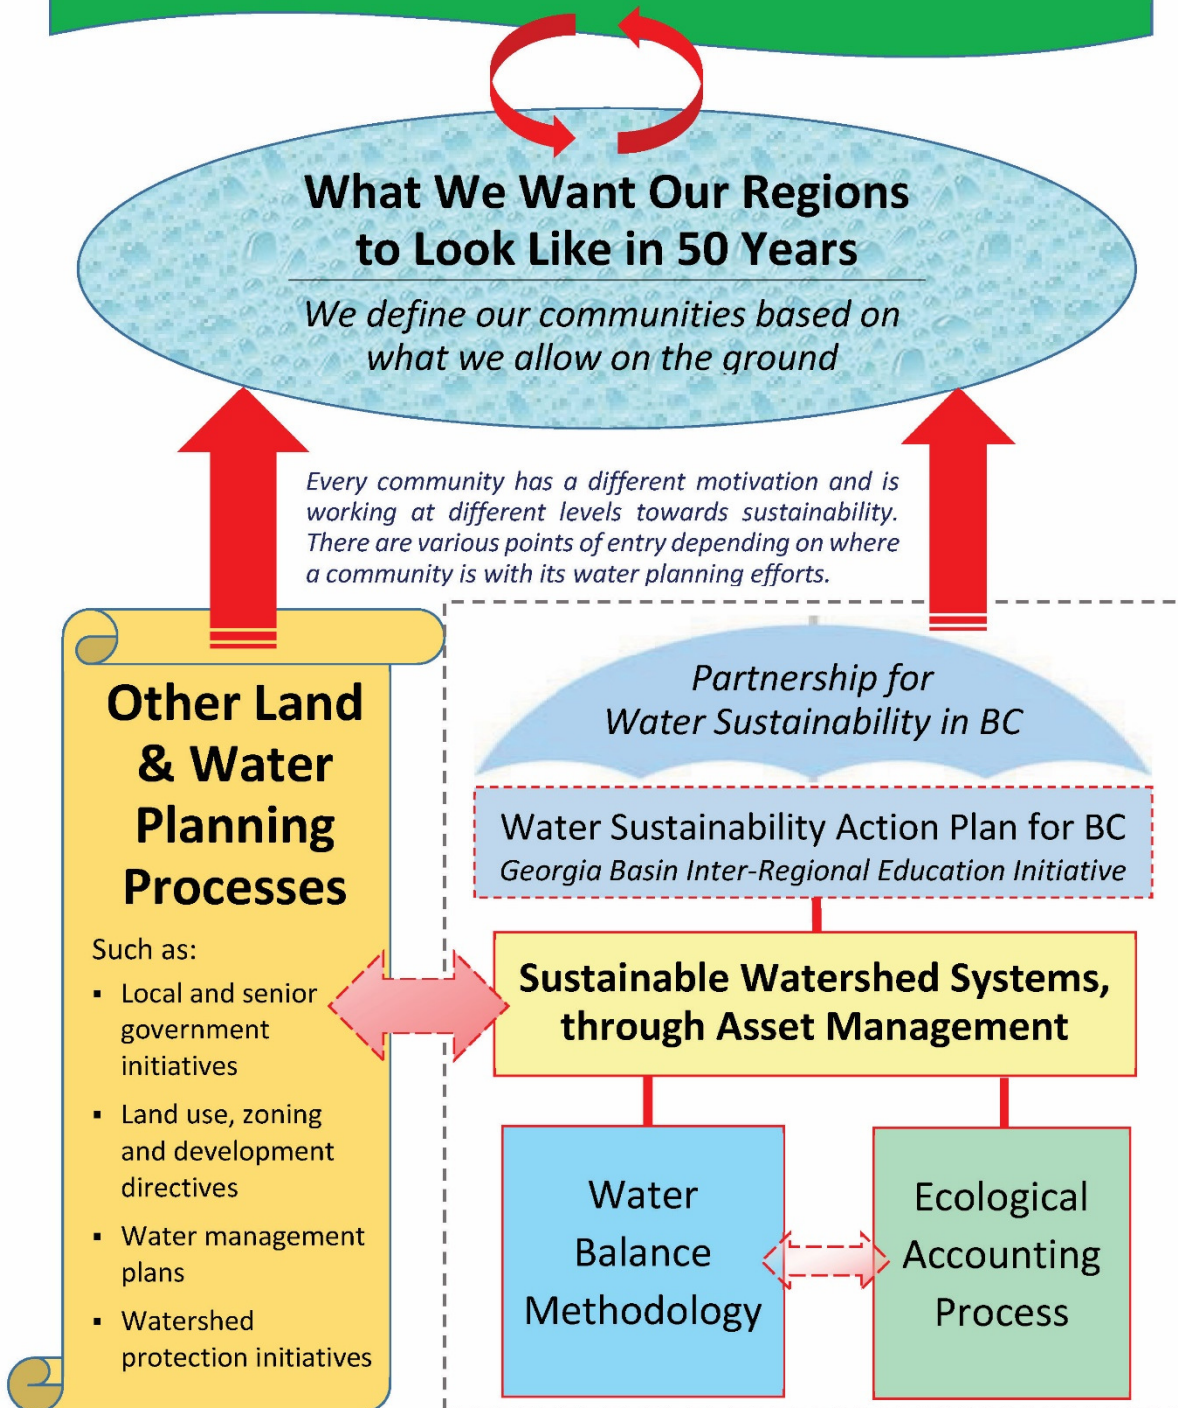 What We Want Our Regions
to Look Like in 50 Years
We define our communities based on
what we allow on the ground
Every community has a different motivation and is
working at different levels towards sustainability.
There are various points of entry depending on where
a community is with its water planning efforts.
Other Land
& Water
Planning
Processes
Such as:
▪ Local and senior
government
initiatives
▪ Land use, zoning
and development
directives
▪ Water management
plans
▪ Watershed
protection initiatives
Partnership for
Water Sustainability in BC
Water Sustainability Action Plan for BC
Georgia Basin Inter-Regional Education Initiative
Sustainable Watershed Systems,
through Asset Management
Water
Balance
Methodology
Ecological
Accounting
Process